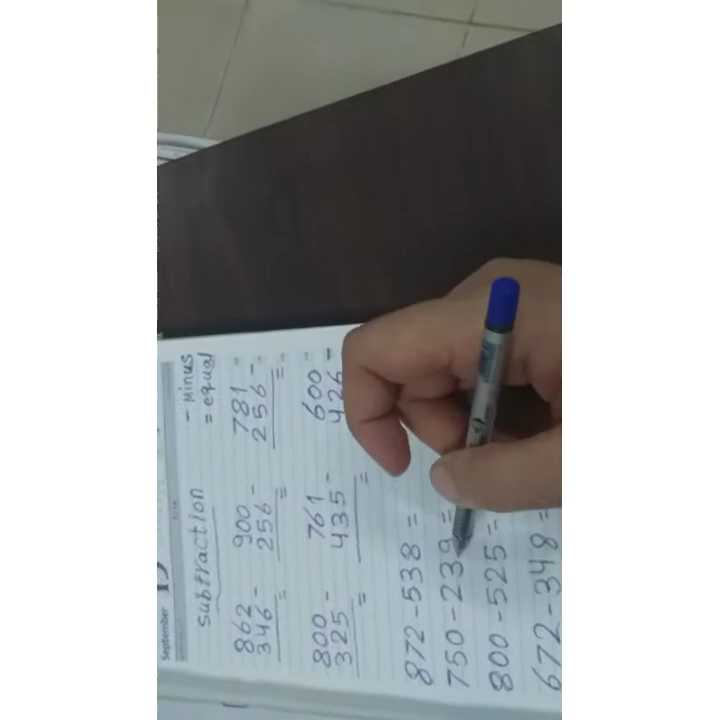 September 15
subtraction - Minus
= equal
862 - 900 - 781 -
346 = 256 = 256 =
800 - 761 - 600 -
325 = 435 = 426
872-538 =
750-239 =
800-525 =
672-348 =